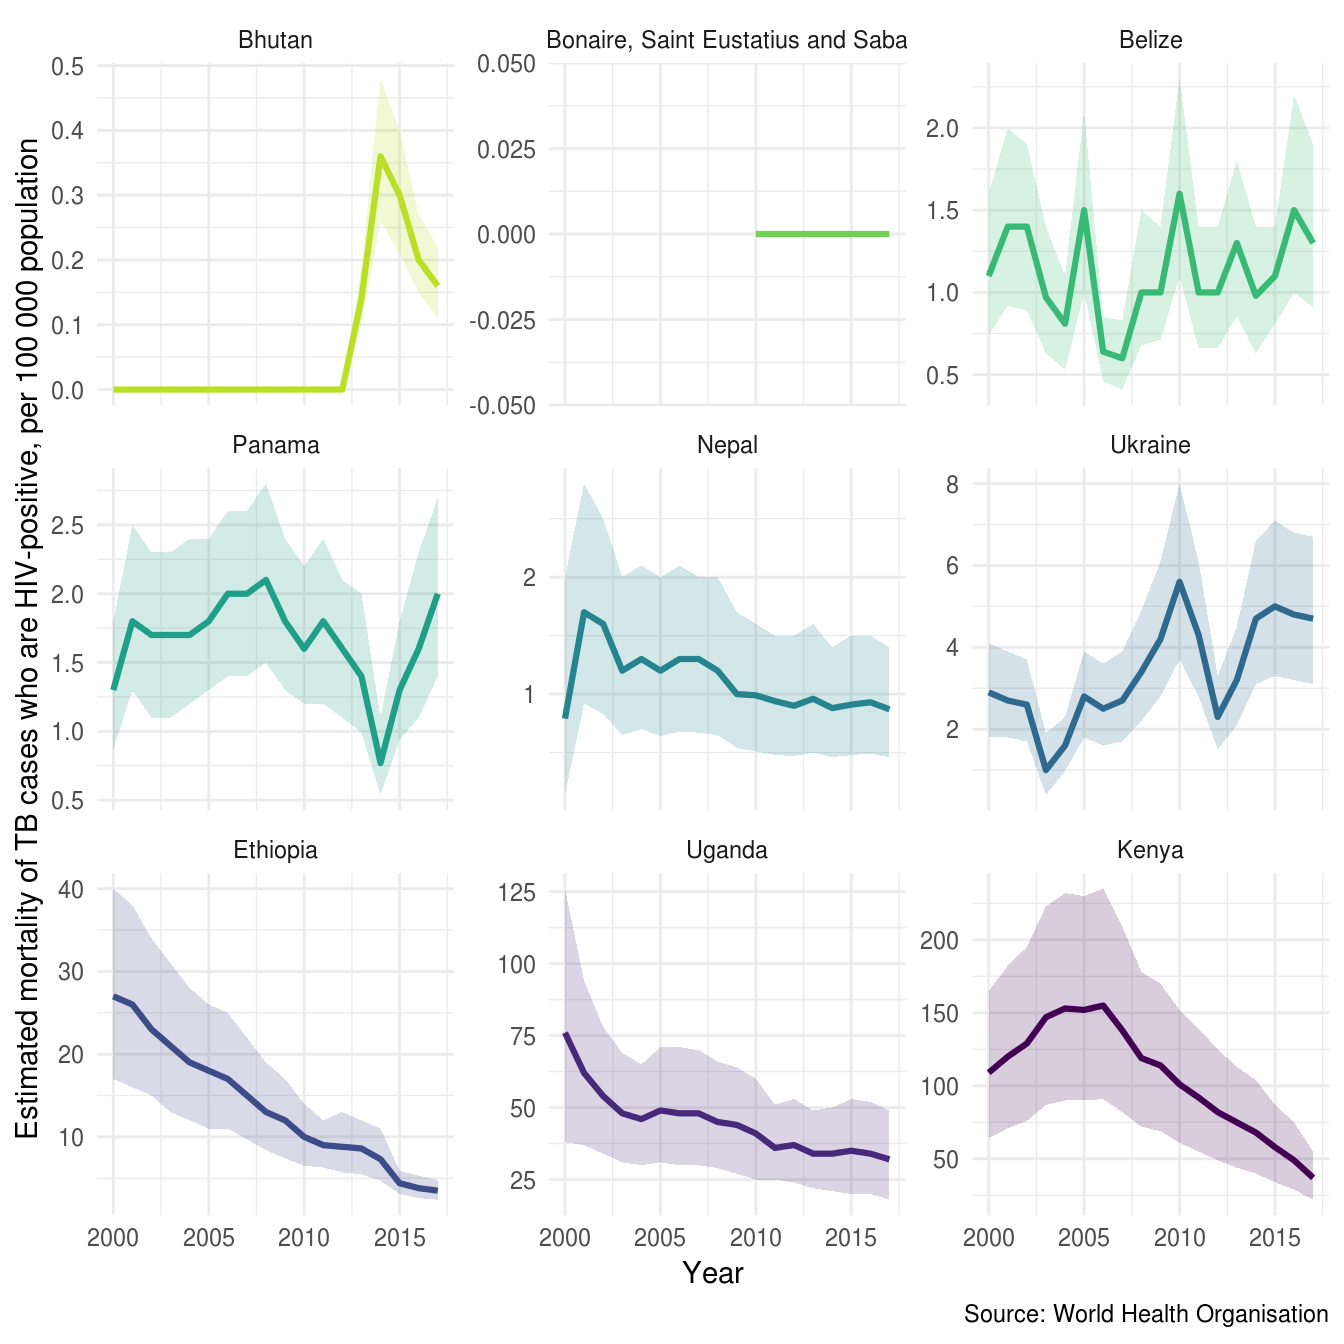 Bhutan
Bonaire, Saint Eustatius and Saba
Belize
0.5
0.4
0.3
0.2
0.1
0.0
0.050
0.025
0.000
-0.025
-0.050
2.0
1.5
1.0
0.5
Panama
Nepal
Ukraine
2.5
2.0
1.5
1.0
0.5
2
1
8
6
4
2
Ethiopia
Uganda
Kenya
40
30
20
10
125
100
75
50
25
200
150
100
50
2000 2005 2010 2015
2000 2005 2010 2015
2000 2005 2010 2015
Year
Estimated mortality of TB cases who are HIV-positive, per 100 000 population
Source: World Health Organisation